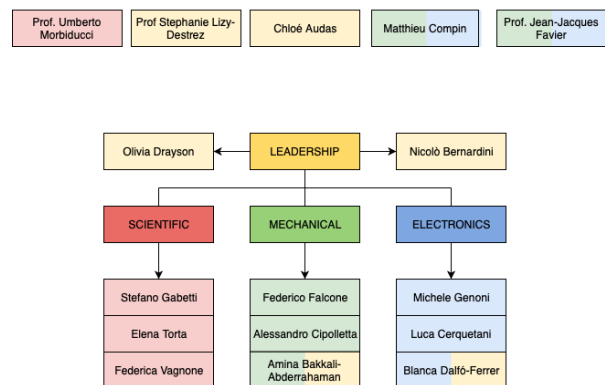 Prof. Umberto
Morbiducci
Prof Stephanie Lizy-
Destrez
Chloé Audas
Matthieu Compin
Prof. Jean-Jacques
Favier
Olivia Drayson
LEADERSHIP
Nicolò Bernardini
SCIENTIFIC
MECHANICAL
ELECTRONICS
Stefano Gabetti
Federico Falcone
Michele Genoni
Elena Torta
Alessandro Cipolletta
Luca Cerquetani
Federica Vagnone
Amina Bakkali-
Abderrahaman
Blanca Dalfó-Ferrer